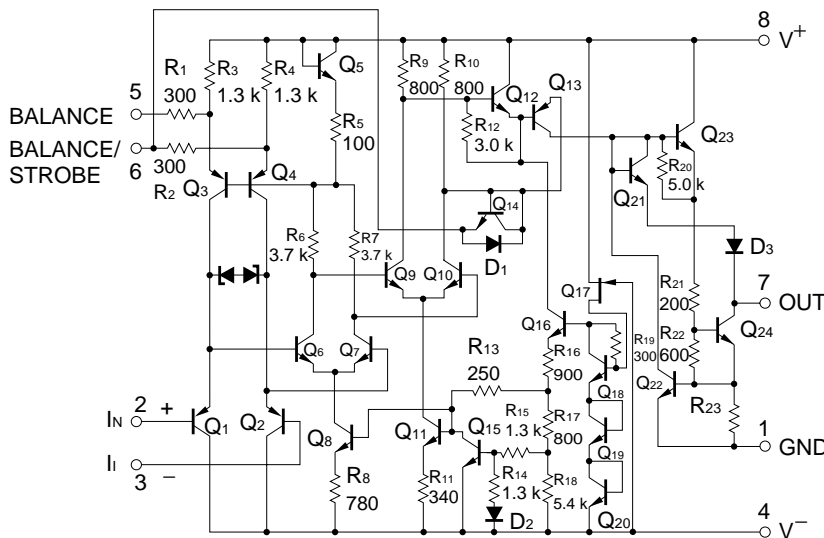 8
V+
R1
300
R3
1.3 k
R4
1.3 k
Q5
R9
800
R10
800
Q12
Q13
5
BALANCE
R5
100
R12
3.0 k
Q23
BALANCE/
STROBE
6
300
R2
Q3
Q4
Q21
R20
5.0 k
Q14
R6
3.7 k
R7
3.7 k
D1
D3
Q9
Q10
Q17
R21
200
7
OUT
Q6
Q7
Q16
R19
300
R22
600
Q24
R13
250
R16
900
Q18
Q22
R23
IN
2
+
Q1
Q2
Q8
Q11
Q15
R15
1.3 k
R17
800
1
GND
II
3
−
Q19
R8
780
R11
340
R14
1.3 k
R18
5.4 k
D2
Q20
4
V−